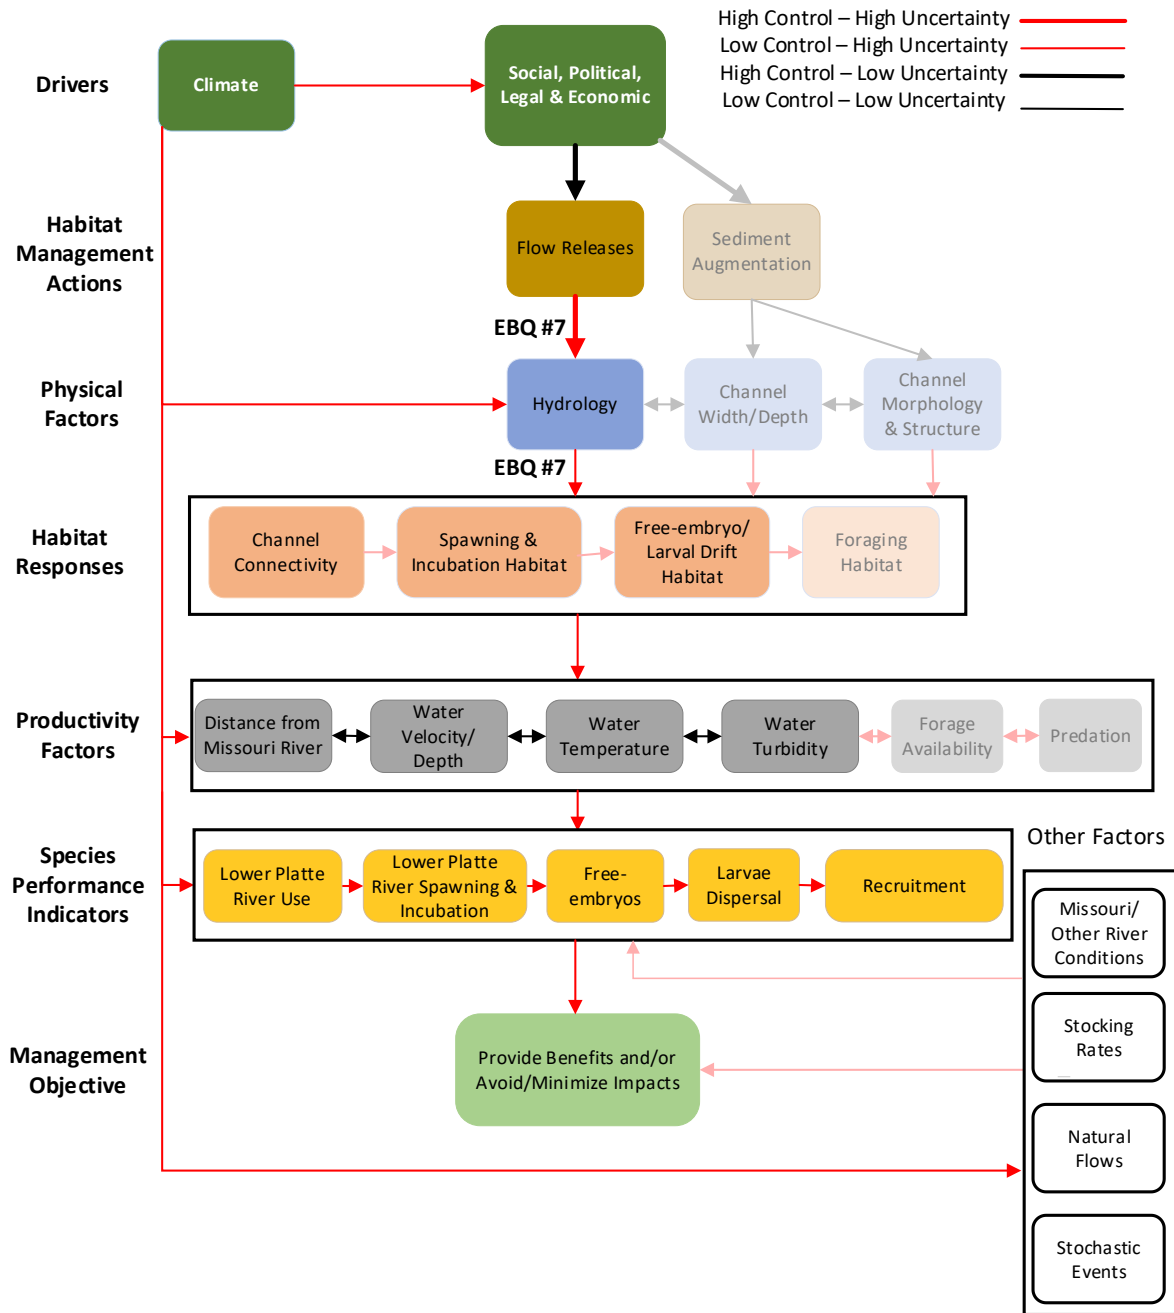 High Control – High Uncertainty
Low Control – High Uncertainty
High Control – Low Uncertainty
Low Control – Low Uncertainty
Drivers
Climate
Social, Political,
Legal & Economic
Habitat
Management
Actions
Flow Releases
Sediment
Augmentation
EBQ #7
Physical
Factors
Hydrology
Channel
Width/Depth
Channel
Morphology
& Structure
EBQ #7
Habitat
Responses
Channel
Connectivity
Spawning &
Incubation Habitat
Free-embryo/
Larval Drift
Habitat
Foraging
Habitat
Productivity
Factors
Distance from
Missouri River
Water
Velocity/
Depth
Water
Temperature
Water
Turbidity
Forage
Availability
Predation
Species
Performance
Indicators
Lower Platte
River Use
Lower Platte
River Spawning &
Incubation
Free-
embryos
Larvae
Dispersal
Recruitment
Other Factors
Missouri/
Other River
Conditions
Stocking
Rates
Natural
Flows
Stochastic
Events
Management
Objective
Provide Benefits and/or
Avoid/Minimize Impacts